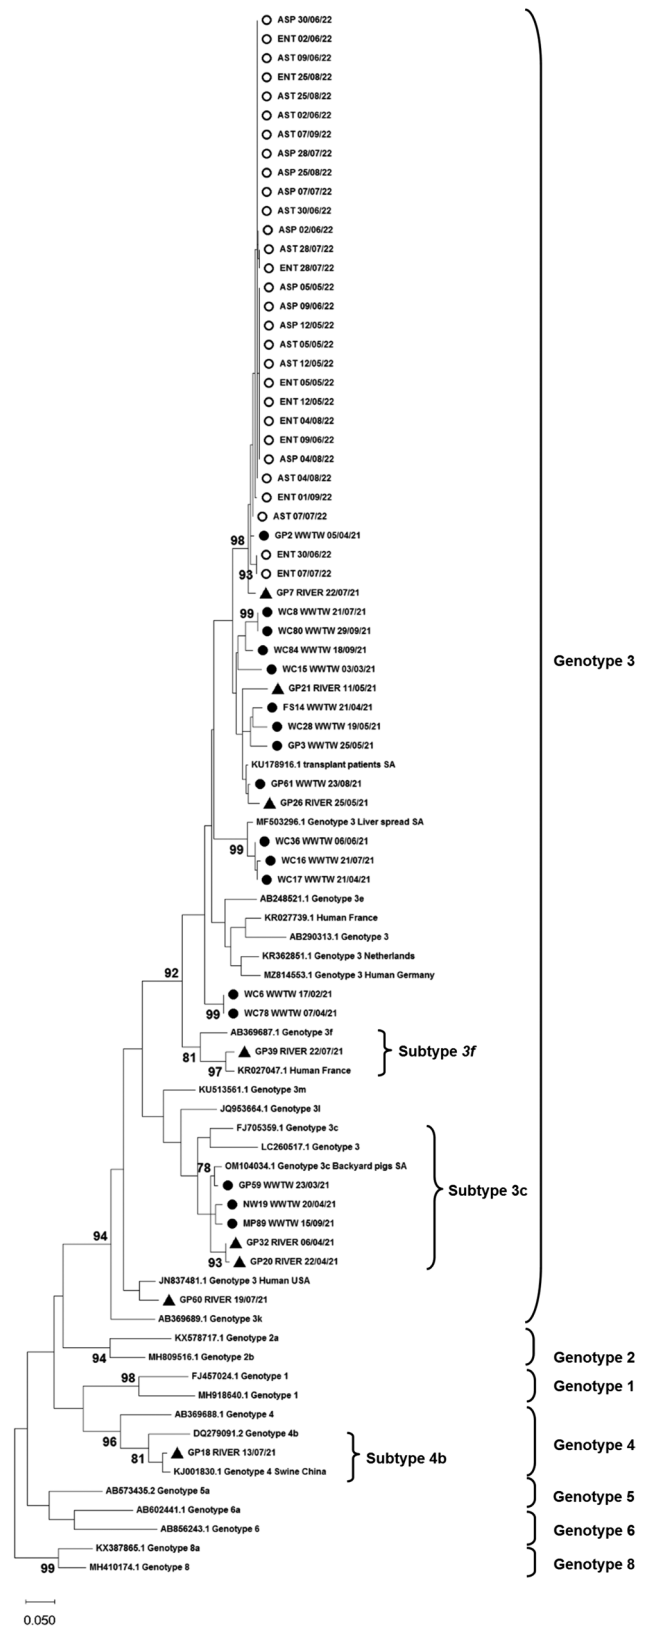 ASP 30/06/22
ENT 02/06/22
AST 09/06/22
ENT 25/08/22
AST 25/08/22
AST 02/06/22
AST 07/09/22
ASP 28/07/22
ASP 25/08/22
ASP 07/07/22
AST 30/06/22
ASP 02/06/22
AST 28/07/22
ENT 28/07/22
ASP 05/05/22
ASP 09/06/22
ASP 12/05/22
AST 05/05/22
AST 12/05/22
ENT 05/05/22
ENT 12/05/22
ENT 04/08/22
ENT 09/06/22
ASP 04/08/22
AST 04/08/22
ENT 01/09/22
AST 07/07/22
GP2 WWTW 05/04/21
98
ENT 30/06/22
ENT 07/07/22
93
GP7 RIVER 22/07/21
WC8 WWTW 21/07/21
99
WC80 WWTW 29/09/21
WC84 WWTW 18/09/21
Genotype 3
WC15 WWTW 03/03/21
GP21 RIVER 11/05/21
FS14 WWTW 21/04/21
WC28 WWTW 19/05/21
GP3 WWTW 25/05/21
KU178916.1 transplant patients SA
GP61 WWTW 23/08/21
GP26 RIVER 25/05/21
MF503296.1 Genotype 3 Liver spread SA
WC36 WWTW 06/06/21
99
WC16 WWTW 21/07/21
WC17 WWTW 21/04/21
AB248521.1 Genotype 3e
KR027739.1 Human France
AB290313.1 Genotype 3
KR362851.1 Genotype 3 Netherlands
92
MZ814553.1 Genotype 3 Human Germany
WC6 WWTW 17/02/21
99
WC78 WWTW 07/04/21
AB369687.1 Genotype 3f
GP39 RIVER 22/07/21
Subtype 3f
81
97
KR027047.1 Human France
KU513561.1 Genotype 3m
JQ953664.1 Genotype 3l
FJ705359.1 Genotype 3c
LC260517.1 Genotype 3
78
OM104034.1 Genotype 3c Backyard pigs SA
GP59 WWTW 23/03/21
Subtype 3c
NW19 WWTW 20/04/21
MP89 WWTW 15/09/21
94
GP32 RIVER 06/04/21
93
GP20 RIVER 22/04/21
JN837481.1 Genotype 3 Human USA
GP60 RIVER 19/07/21
AB369689.1 Genotype 3k
KX578717.1 Genotype 2a
94
MH809516.1 Genotype 2b
Genotype 2
98
FJ457024.1 Genotype 1
Genotype 1
MH918640.1 Genotype 1
AB369688.1 Genotype 4
DQ279091.2 Genotype 4b
96
Genotype 4
GP18 RIVER 13/07/21
81
Subtype 4b
KJ001830.1 Genotype 4 Swine China
AB573435.2 Genotype 5a
Genotype 5
AB602441.1 Genotype 6a
AB856243.1 Genotype 6
Genotype 6
KX387865.1 Genotype 8a
99
MH410174.1 Genotype 8
Genotype 8
0.050